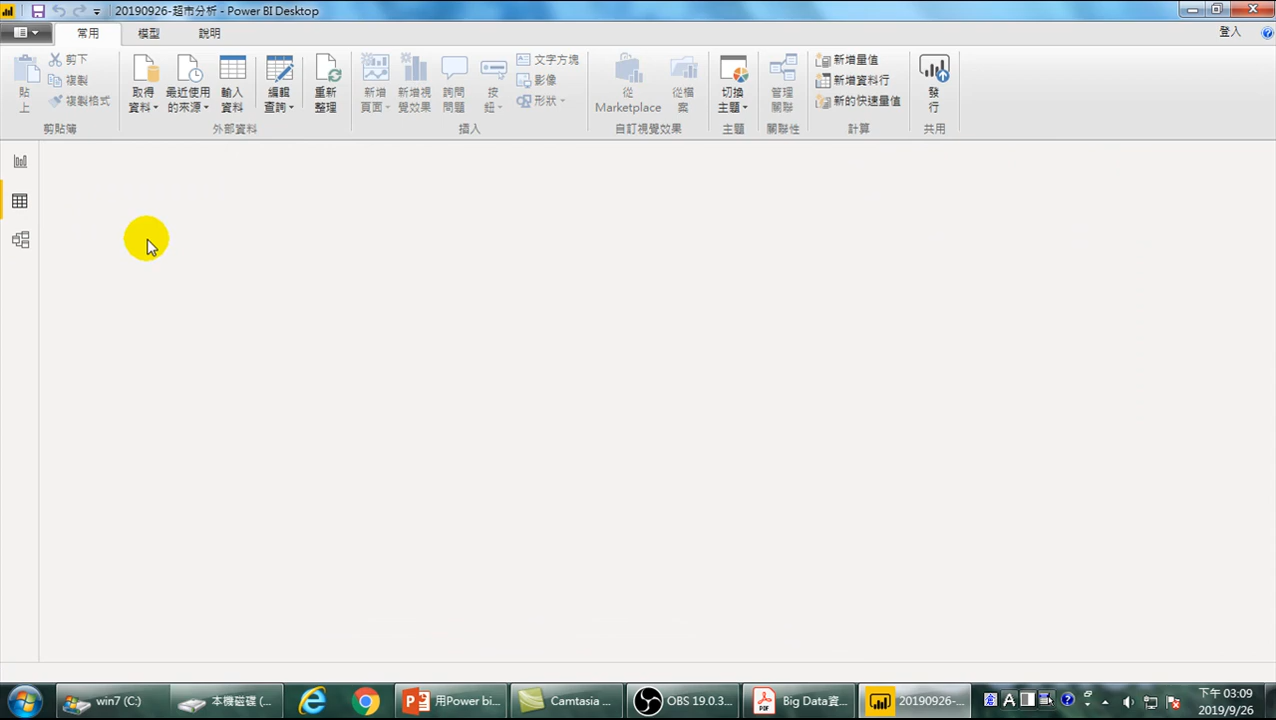 20190926-超市分析 - Power BI Desktop
常用 模型 說明
登入
貼上
剪下
複製
複製格式
剪貼簿
取得資料
最近使用的來源
輸入資料
編輯查詢
重新整理
外部資料
新增頁面
新增視覺效果
詢問問題
按鈕
文字方塊
影像
形狀
插入
從 Marketplace
從檔案
自訂視覺效果
切換主題
主題
管理關聯
關聯性
新增量值
新增資料行
新的快速量值
計算
發行
共用
win7 (C:)
本機磁碟 (...
用Power bi...
Camtasia ...
OBS 19.0.3...
Big Data資...
20190926-...
下午 03:09
2019/9/26